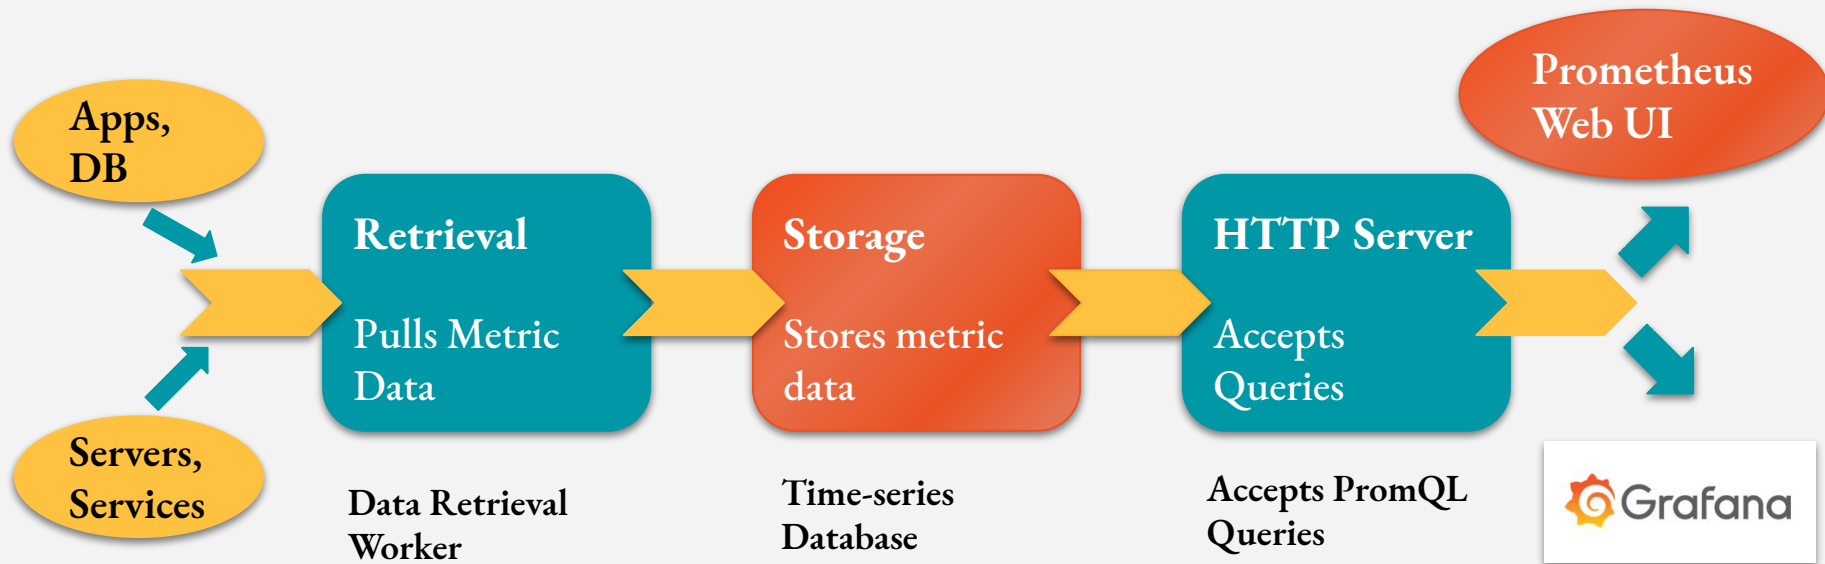 Apps,
DB
Servers,
Services
Retrieval
Pulls Metric
Data
Data Retrieval
Worker
Storage
Stores metric
data
Time-series
Database
HTTP Server
Accepts
Queries
Accepts PromQL
Queries
Prometheus
Web UI
Grafana